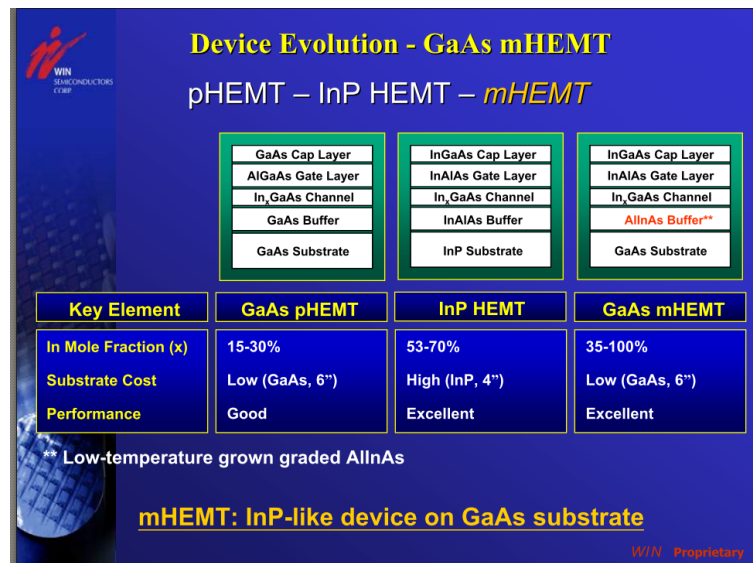 WIN
SEMICONDUCTORS
CORP.
Device Evolution - GaAs mHEMT
pHEMT – InP HEMT – mHEMT
GaAs Cap Layer
AlGaAs Gate Layer
InxGaAs Channel
GaAs Buffer
GaAs Substrate
InGaAs Cap Layer
InAlAs Gate Layer
InxGaAs Channel
InAlAs Buffer
InP Substrate
InGaAs Cap Layer
InAlAs Gate Layer
InxGaAs Channel
AlInAs Buffer**
GaAs Substrate
Key Element GaAs pHEMT InP HEMT GaAs mHEMT
In Mole Fraction (x) 15-30% 53-70% 35-100%
Substrate Cost Low (GaAs, 6”) High (InP, 4”) Low (GaAs, 6”)
Performance Good Excellent Excellent
** Low-temperature grown graded AlInAs
mHEMT: InP-like device on GaAs substrate
WIN Proprietary